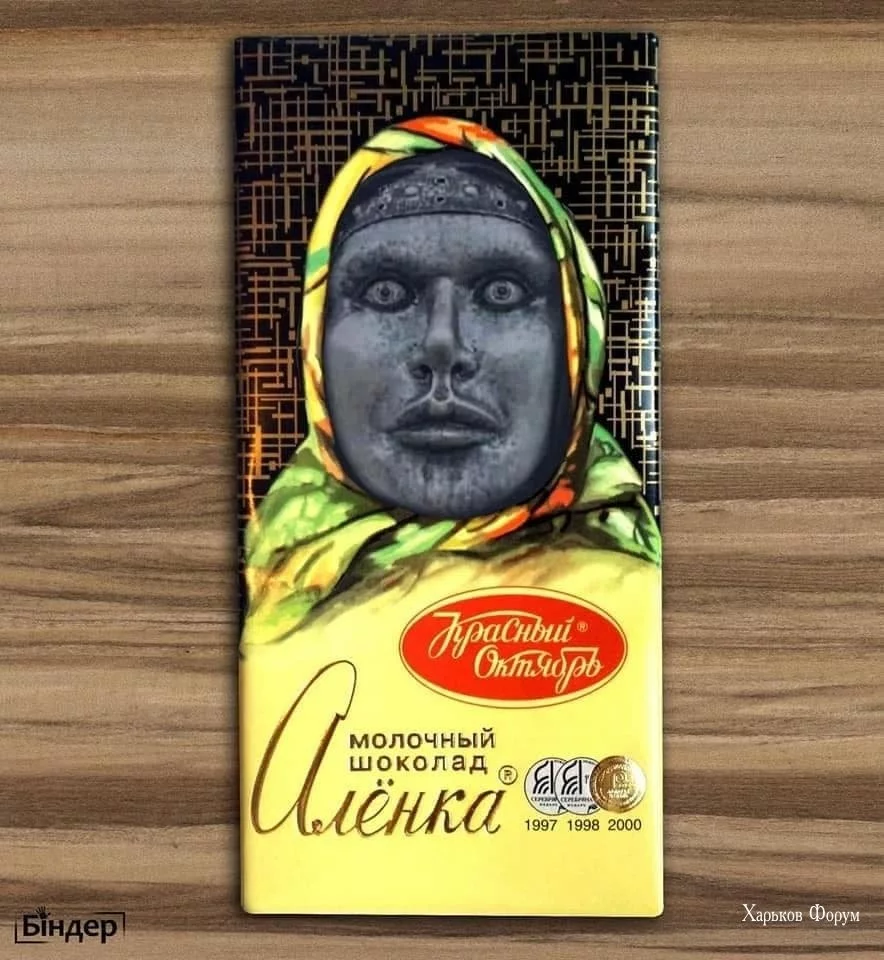 Красный ®
Октябрь
МОЛОЧНЫЙ
ШОКОЛАД
Алёнка ®
1997 1998 2000
Біндер
Харьков Форум